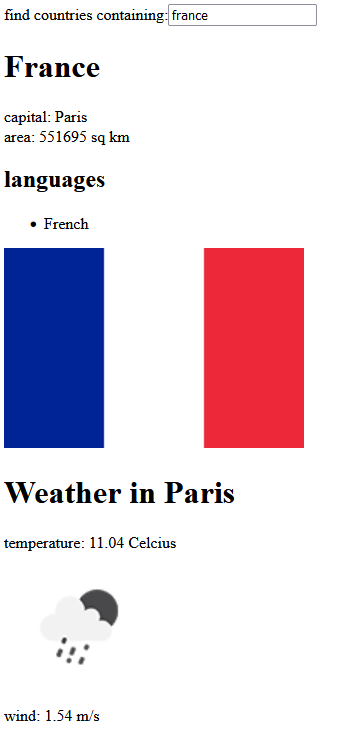 find countries containing: france
France
capital: Paris
area: 551695 sq km
languages
• French
Weather in Paris
temperature: 11.04 Celcius
wind: 1.54 m/s